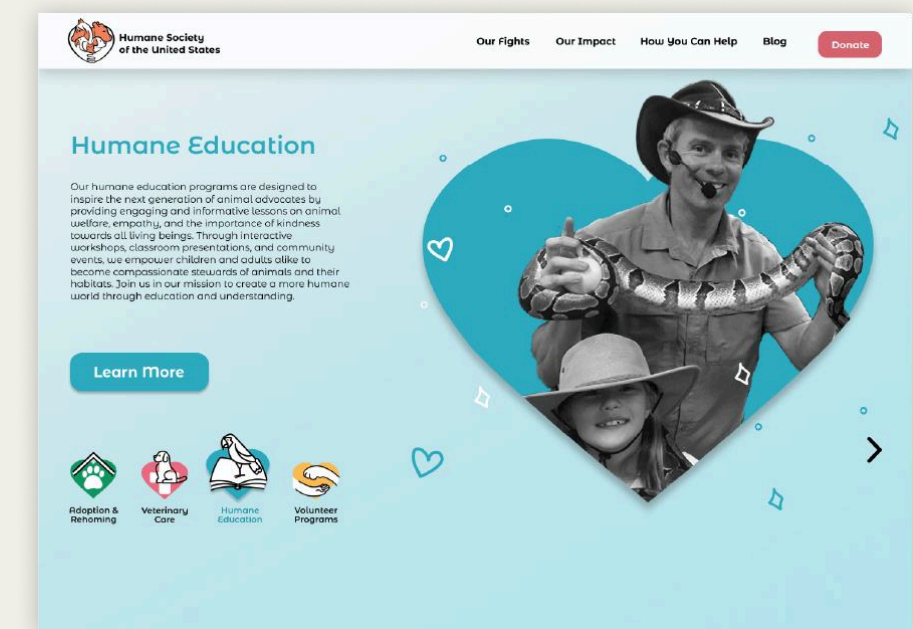 Humane Society
of the United States
Our Fights
Our Impact
How You Can Help
Blog
Donate
Humane Education
Our humane education programs are designed to
inspire the next generation of animal advocates by
providing engaging and informative lessons on animal
welfare, empathy, and the importance of kindness
towards all living beings. Through interactive
workshops, classroom presentations, and community
events, we empower children and adults alike to
become compassionate stewards of animals and their
habitats. Join us in our mission to create a more humane
world through education and understanding.
Learn More
Adoption &
Rehoming
Veterinary
Care
Humane
Education
Volunteer
Programs